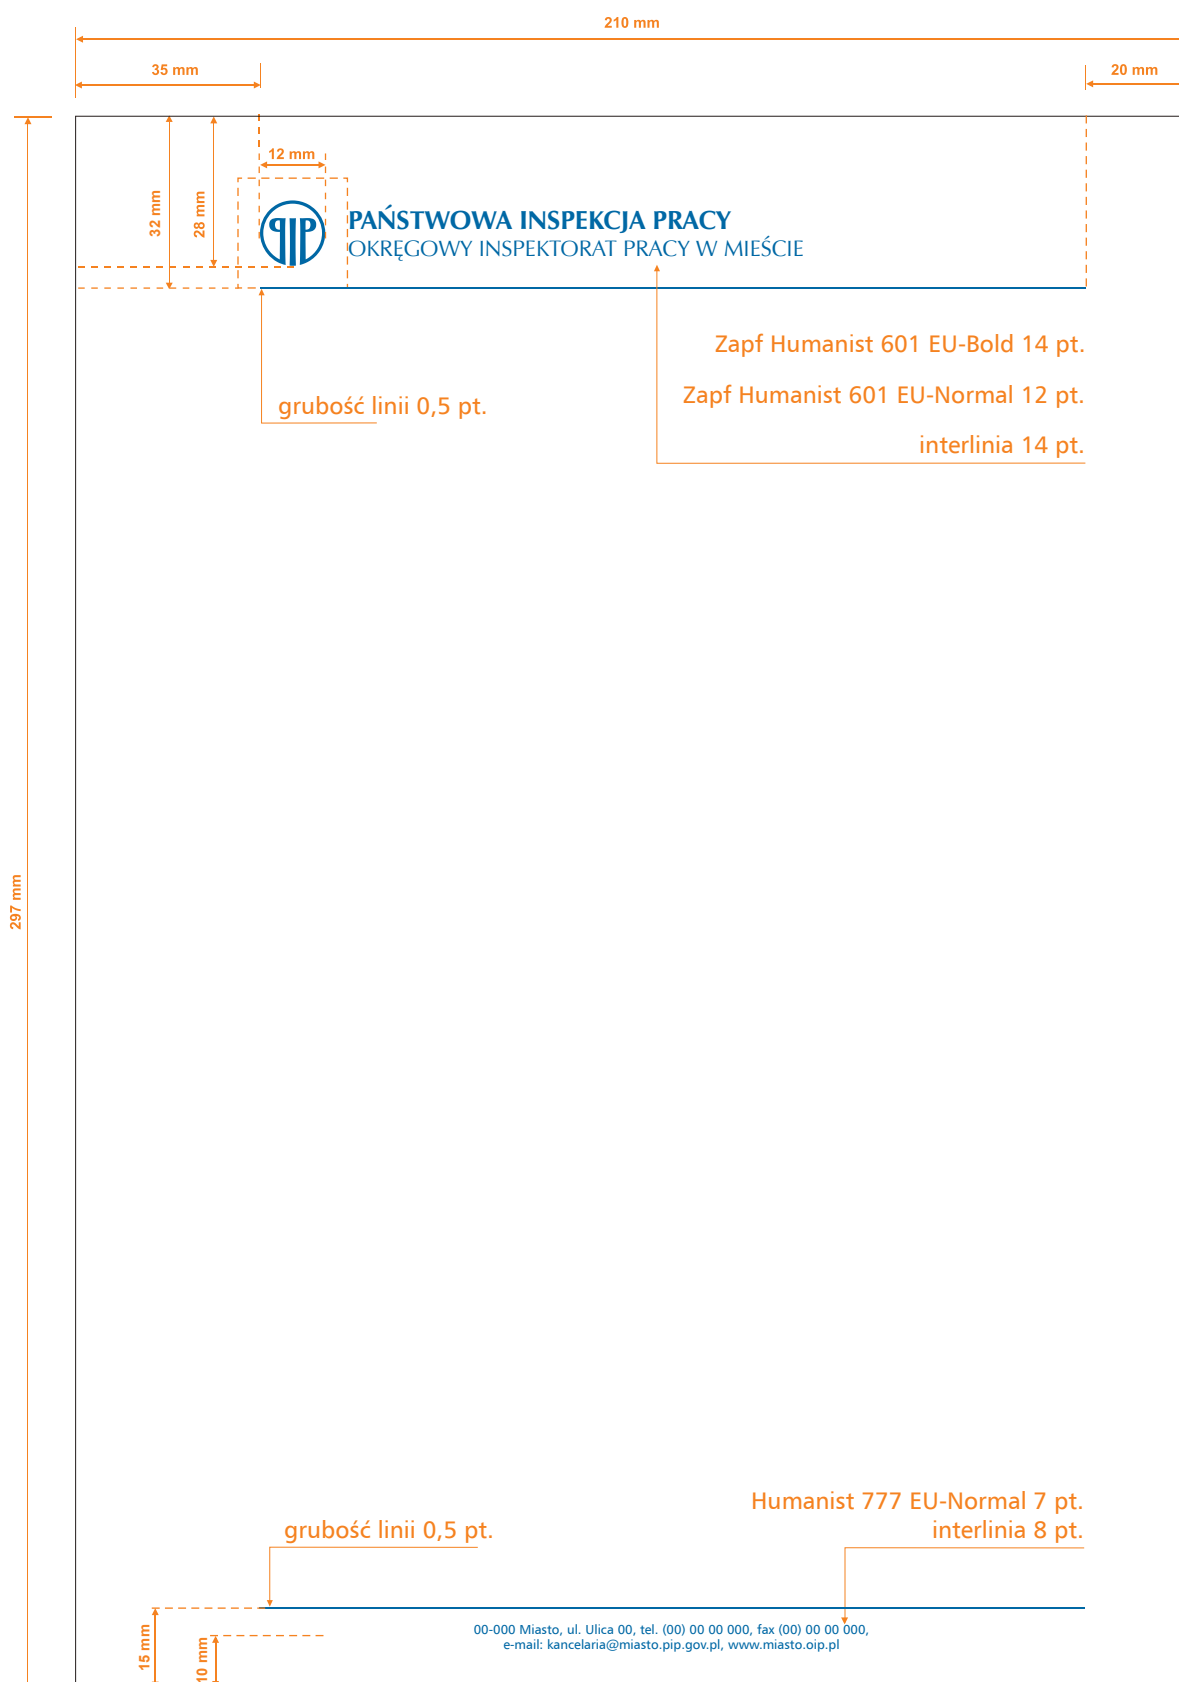 210 mm
35 mm
20 mm
12 mm
32 mm
28 mm
PIP
PAŃSTWOWA INSPEKCJA PRACY
OKRĘGOWY INSPEKTORAT PRACY W MIEŚCIE
Zapf Humanist 601 EU-Bold 14 pt.
grubość linii 0,5 pt.
Zapf Humanist 601 EU-Normal 12 pt.
interlinia 14 pt.
297 mm
Humanist 777 EU-Normal 7 pt.
grubość linii 0,5 pt.
interlinia 8 pt.
00-000 Miasto, ul. Ulica 00, tel. (00) 00 00 000, fax (00) 00 00 000,
e-mail: kancelaria@miasto.pip.gov.pl, www.miasto.oip.pl
15 mm
10 mm